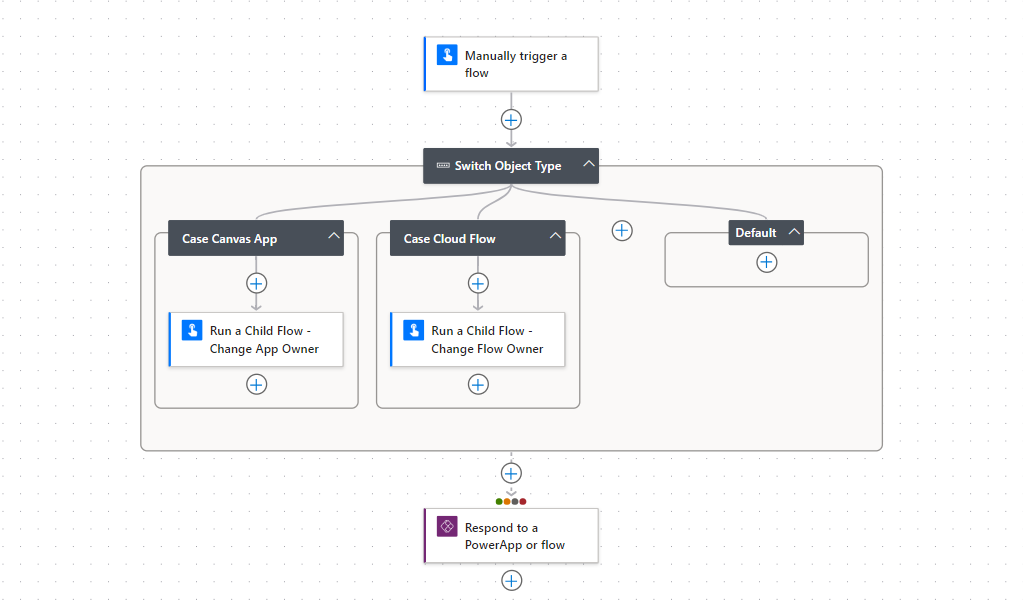 Manually trigger a
flow
Switch Object Type
Case Canvas App
Case Cloud Flow
Default
Run a Child Flow -
Change App Owner
Run a Child Flow -
Change Flow Owner
Respond to a
PowerApp or flow